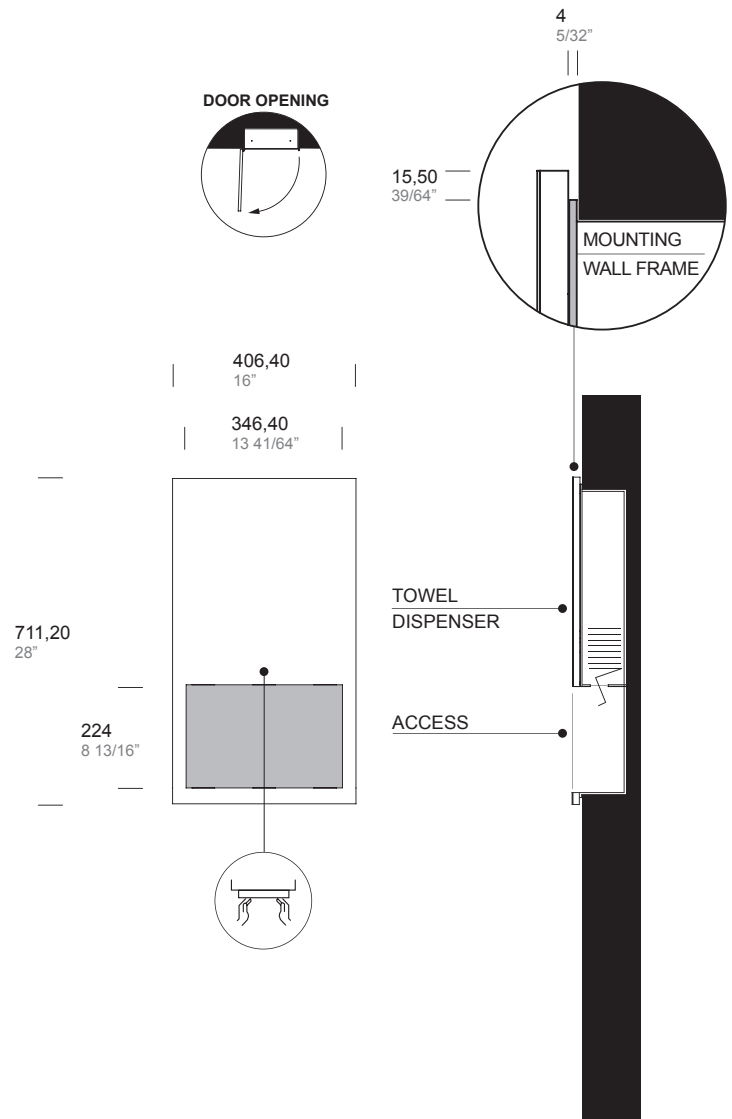 4
5/32”
DOOR OPENING
15,50
39/64”
MOUNTING
WALL FRAME
406,40
16”
346,40
13 41/64”
TOWEL
DISPENSER
711,20
28”
ACCESS
224
8 13/16”